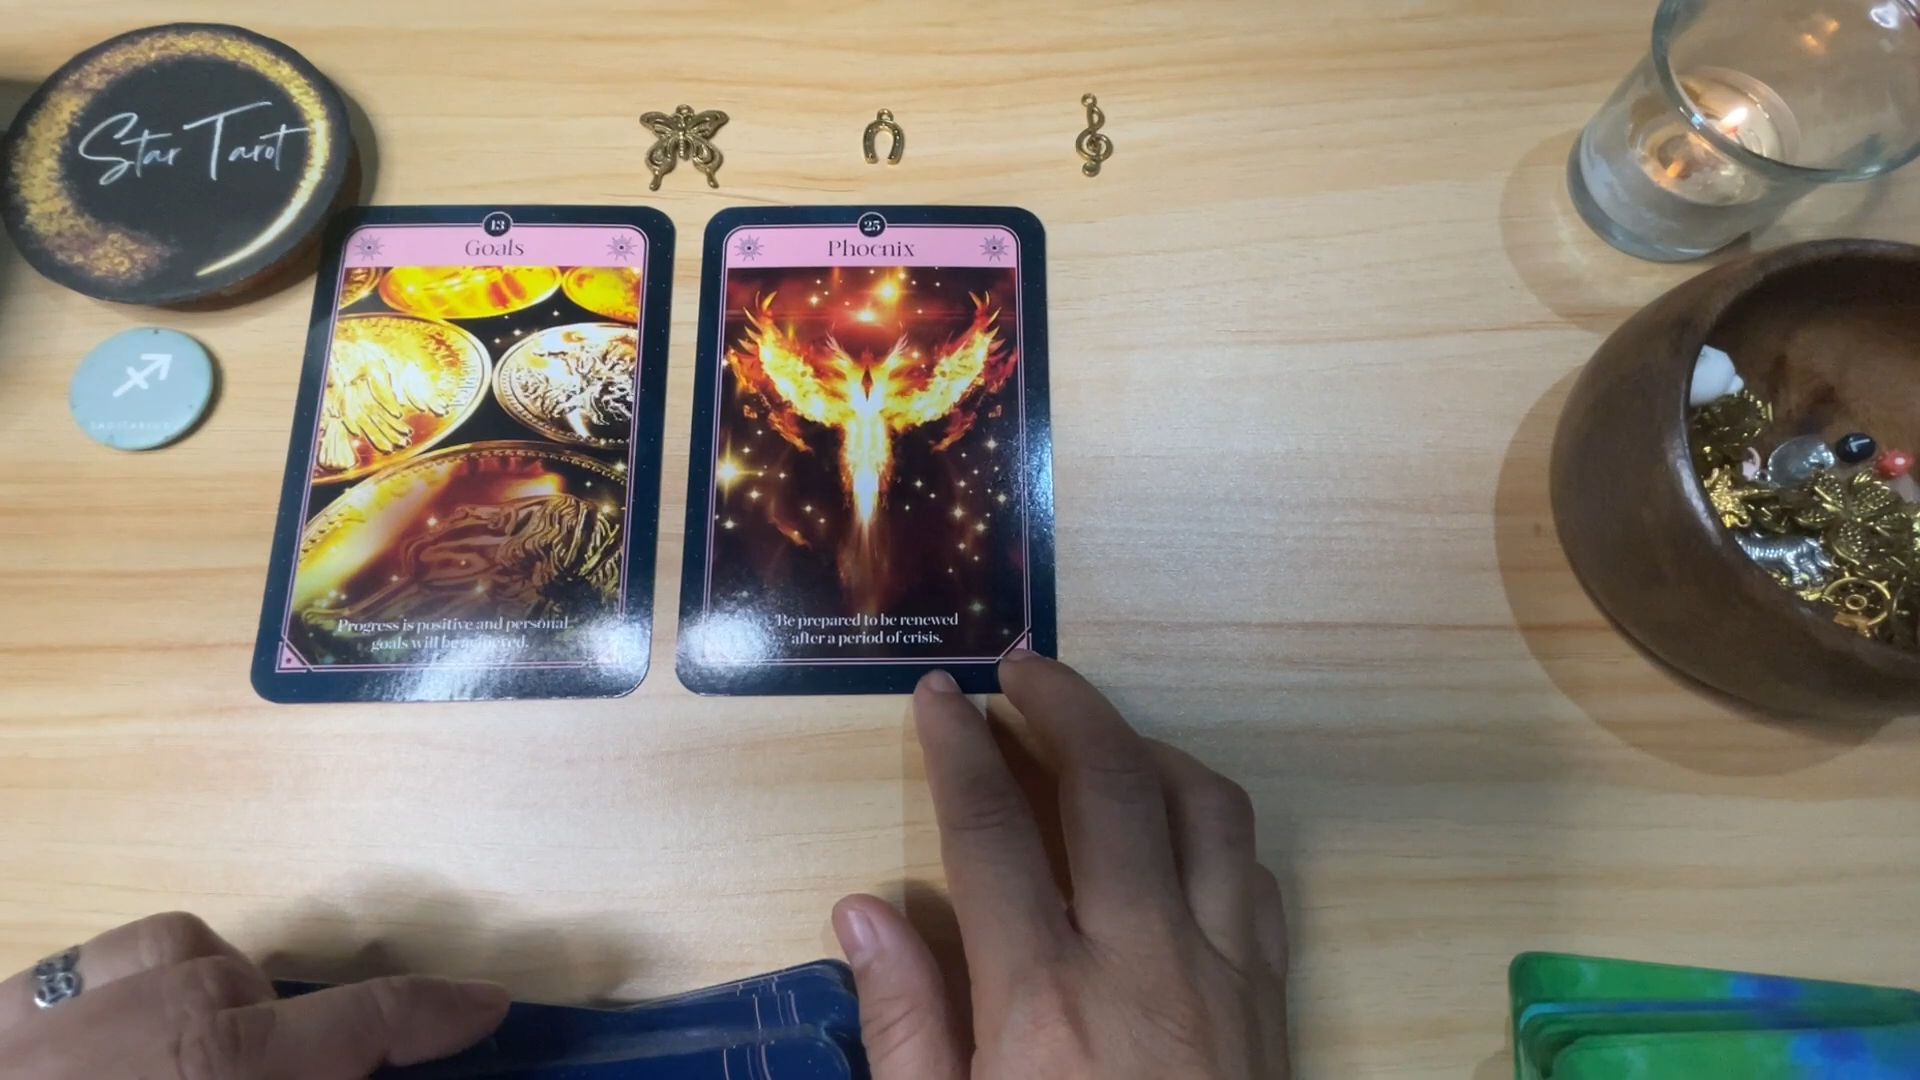 Star Tarot
SAGITARIUS
13
Goals
Progress is positive and personal
goals will be achieved.
25
Phoenix
Be prepared to be renewed
after a period of crisis.